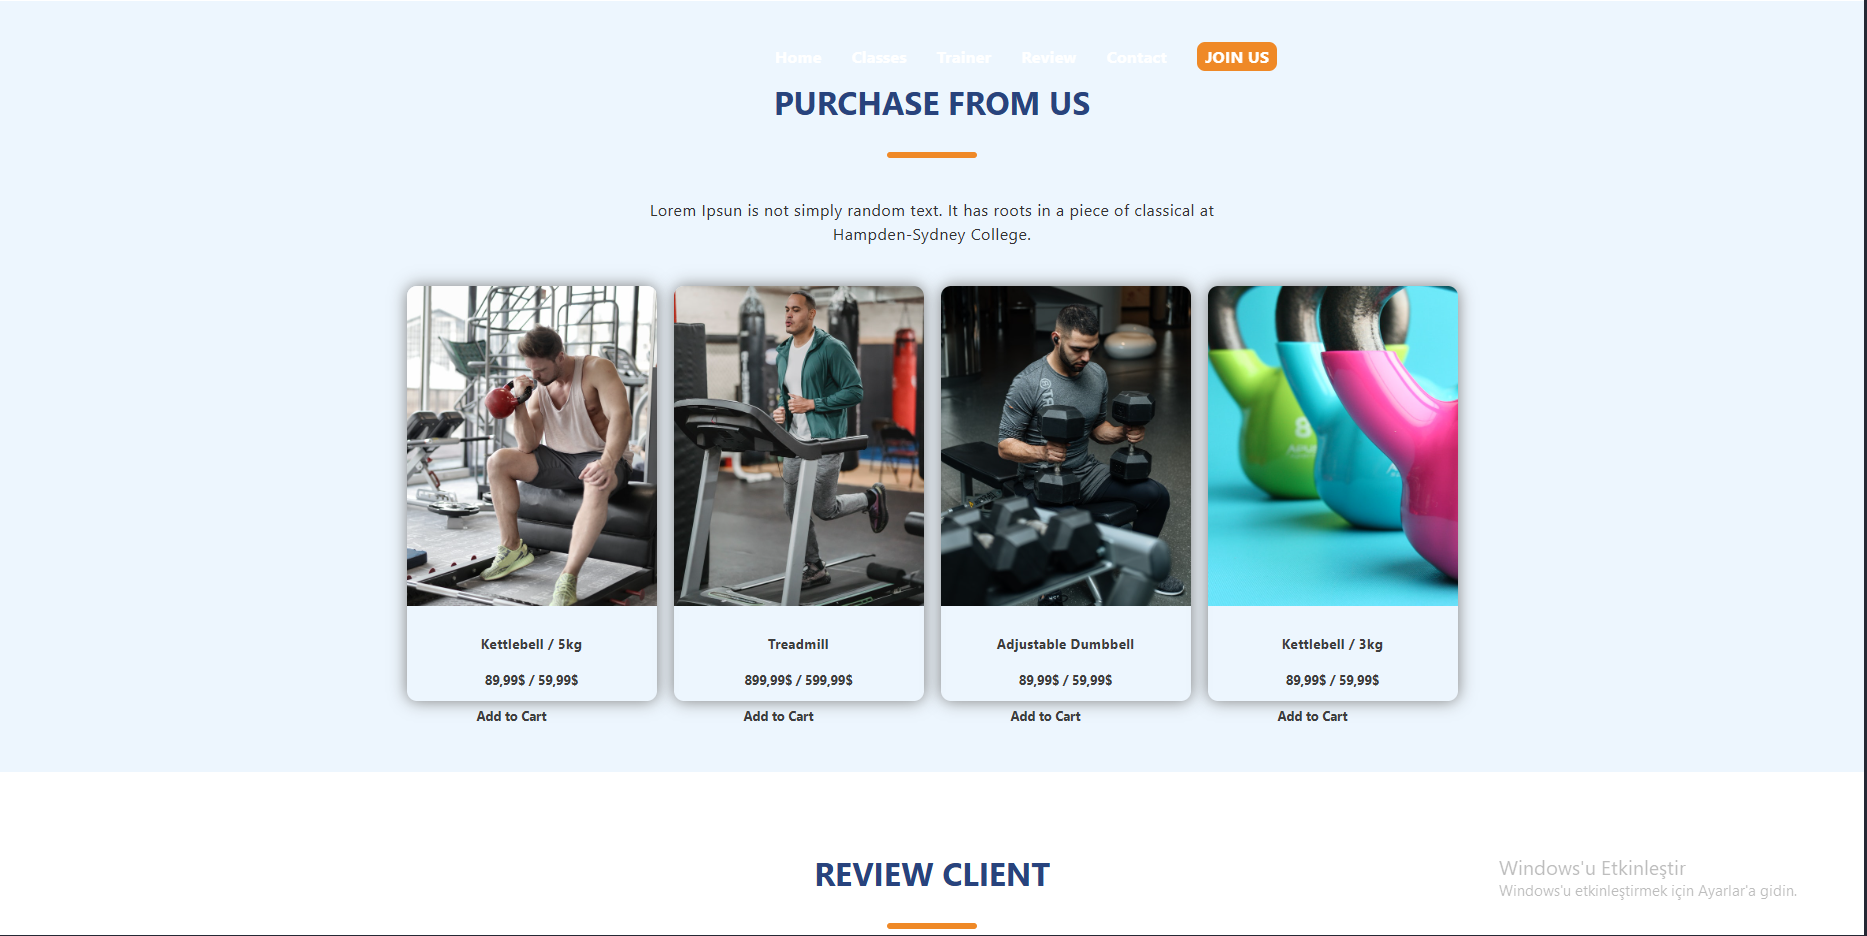 Home Classes Trainer Review Contact JOIN US
PURCHASE FROM US
Lorem Ipsun is not simply random text. It has roots in a piece of classical at
Hampden-Sydney College.
8
Kettlebell / 5kg
89,99$ / 59,99$
Add to Cart
Treadmill
899,99$ / 599,99$
Add to Cart
Adjustable Dumbbell
89,99$ / 59,99$
Add to Cart
Kettlebell / 3kg
89,99$ / 59,99$
Add to Cart
REVIEW CLIENT
Windows'u Etkinleştir
Windows'u etkinleştirmek için Ayarlar'a gidin.